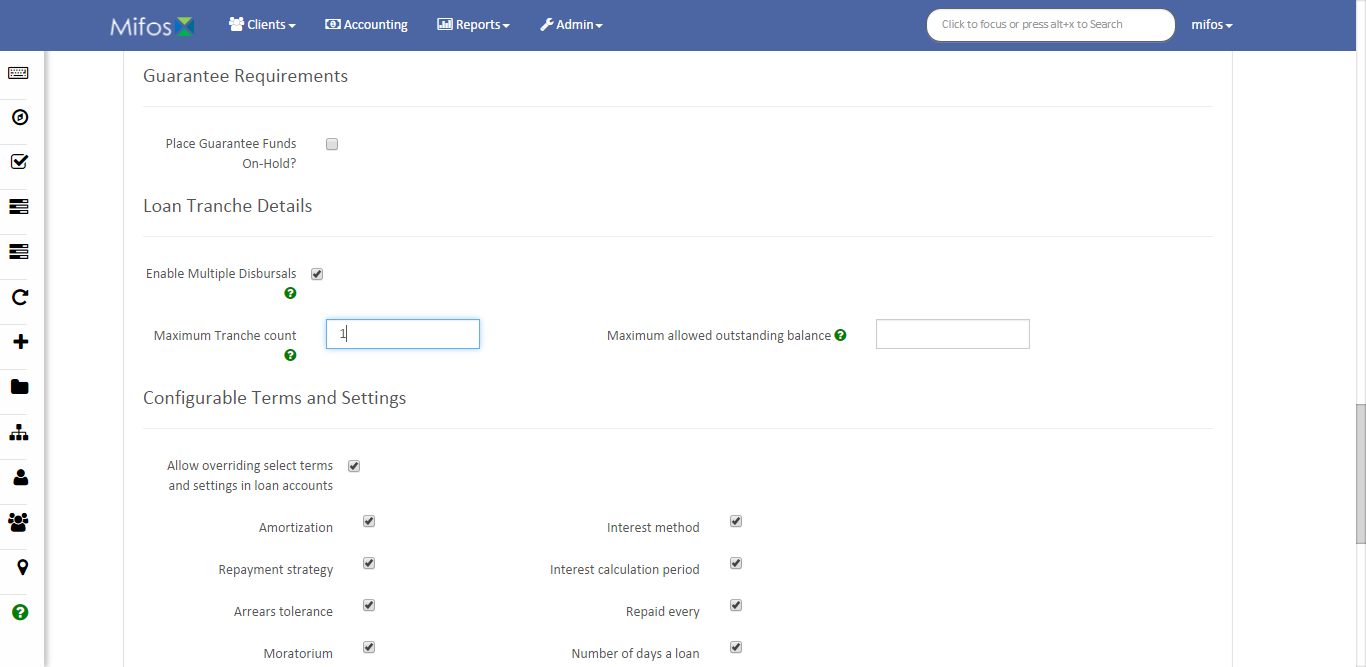 Mifos Clients Accounting Reports Admin Click to focus or press alt+x to Search mifos
Guarantee Requirements
Place Guarantee Funds
On-Hold?
Loan Tranche Details
Enable Multiple Disbursals
?
Maximum Tranche count 1 Maximum allowed outstanding balance ?
?
Configurable Terms and Settings
Allow overriding select terms
and settings in loan accounts
Amortization Interest method
Repayment strategy Interest calculation period
Arrears tolerance Repaid every
?
Moratorium Number of days a loan